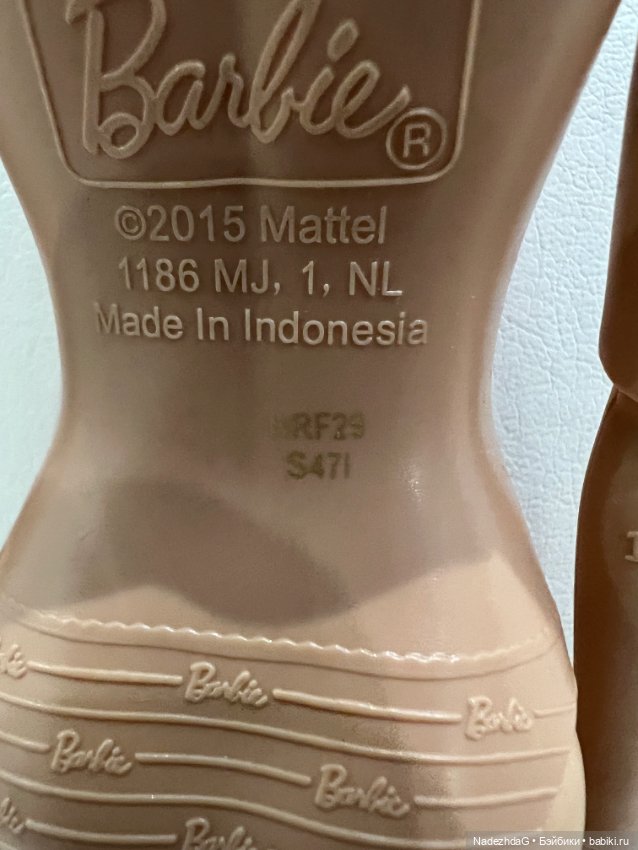 Barbie®
©2015 Mattel
1186 MJ, 1, NL
Made In Indonesia
S47I
Barbie
Barbie
Barbie
Barbie
Barbie
NadezhdaG • Бэйбики • babiki.ru